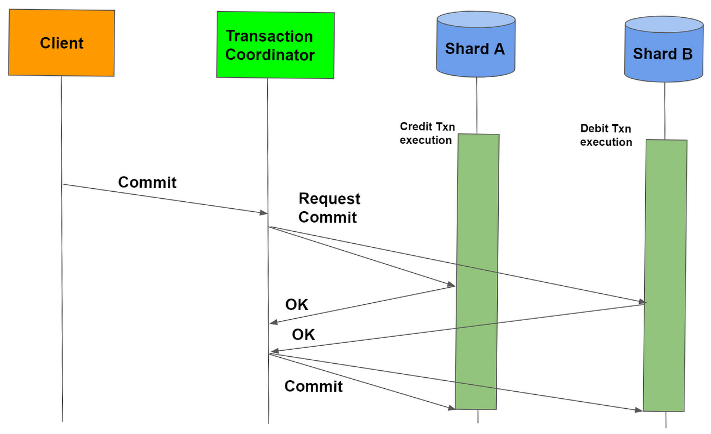 Client
Transaction
Coordinator
Shard A
Shard B
Credit Txn
execution
Debit Txn
execution
Commit
Request
Commit
OK
OK
Commit